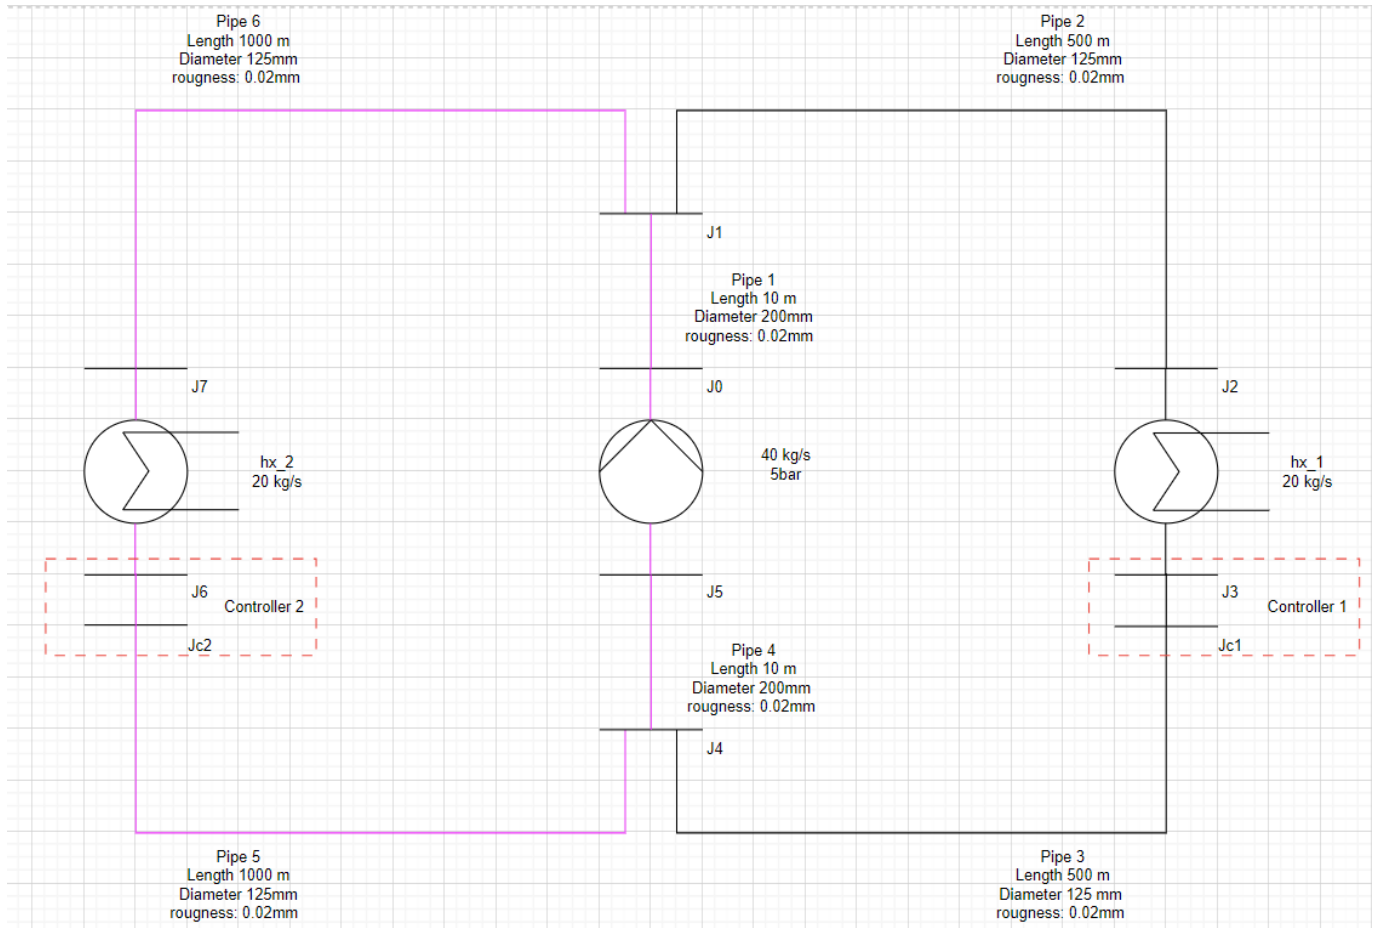 Pipe 6
Length 1000 m
Diameter 125mm
rougness: 0.02mm
Pipe 2
Length 500 m
Diameter 125mm
rougness: 0.02mm
J1
Pipe 1
Length 10 m
Diameter 200mm
rougness: 0.02mm
J7
J0
J2
hx_2
20 kg/s
40 kg/s
5bar
hx_1
20 kg/s
J6
Controller 2
Jc2
J5
J3
Controller 1
Jc1
Pipe 4
Length 10 m
Diameter 200mm
rougness: 0.02mm
J4
Pipe 5
Length 1000 m
Diameter 125mm
rougness: 0.02mm
Pipe 3
Length 500 m
Diameter 125 mm
rougness: 0.02mm